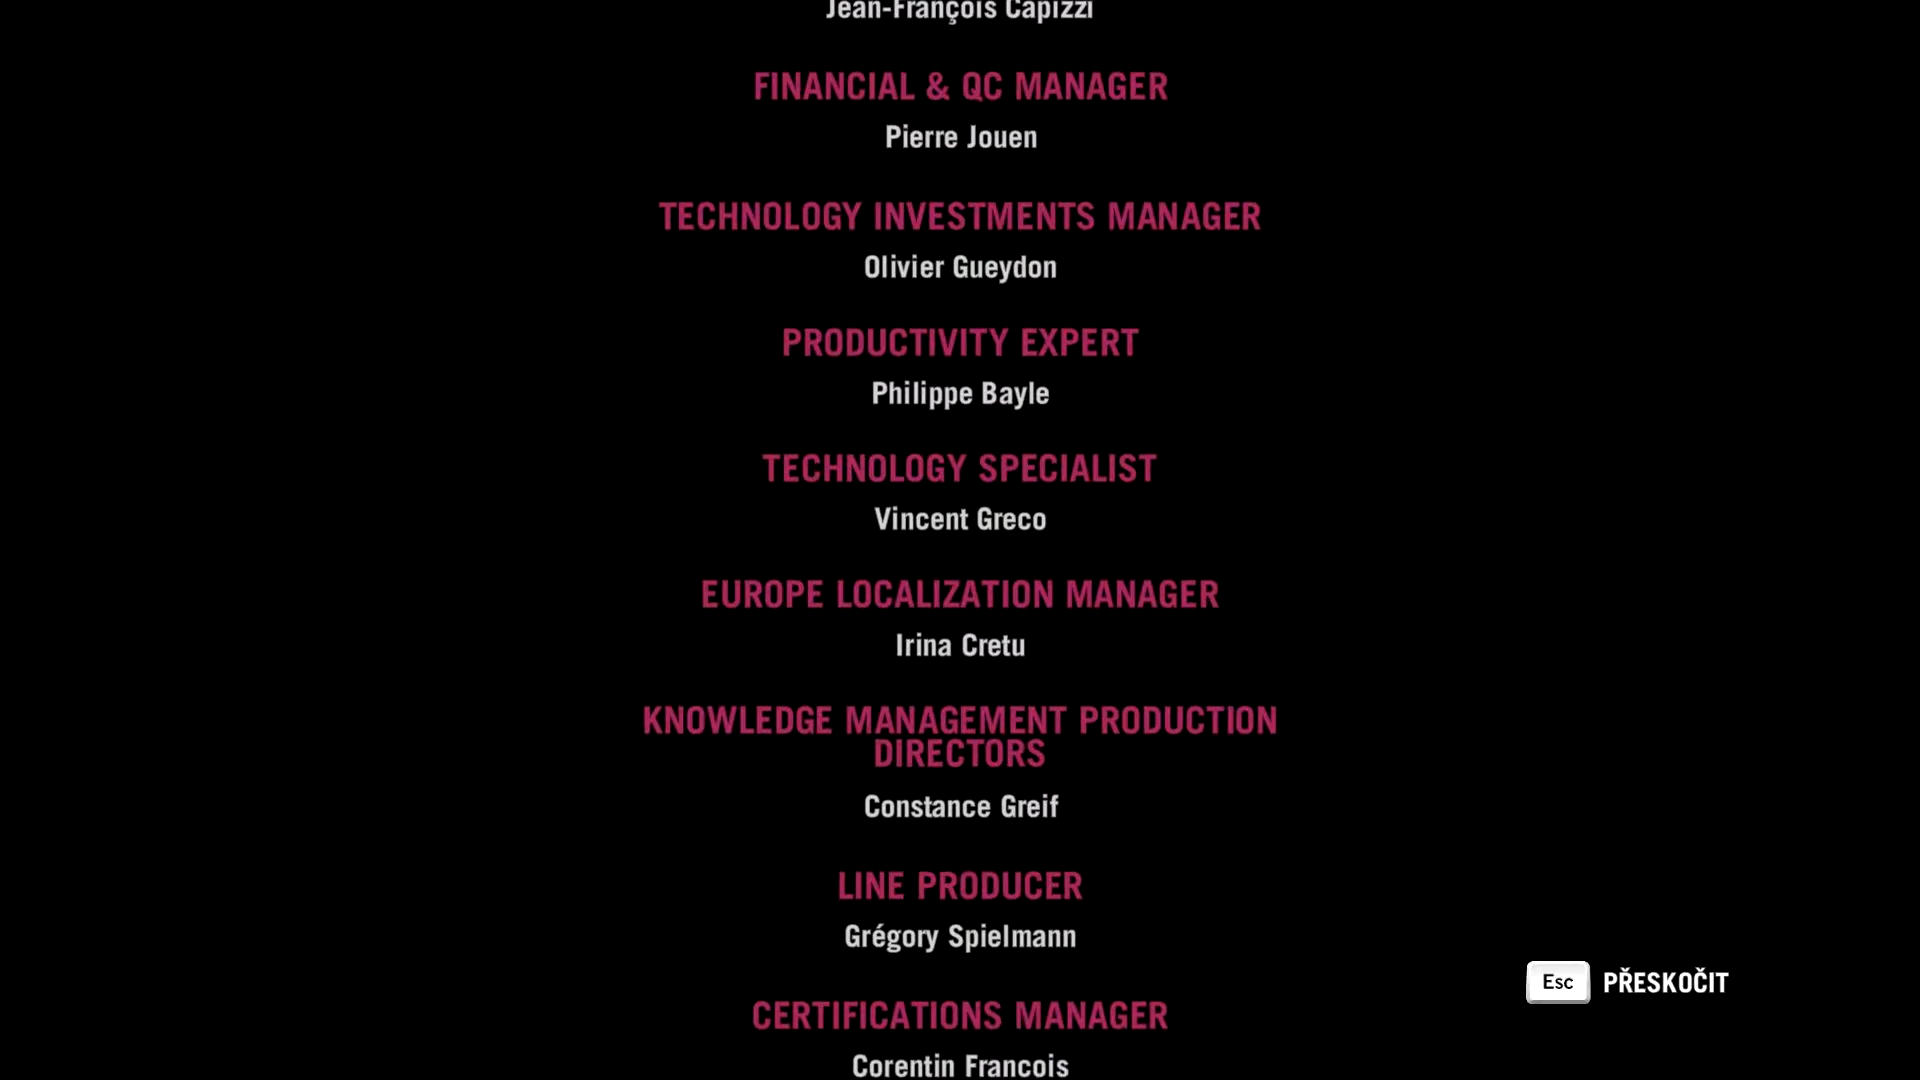 Jean-François Capizzi
FINANCIAL & QC MANAGER
Pierre Jouen
TECHNOLOGY INVESTMENTS MANAGER
Olivier Gueydon
PRODUCTIVITY EXPERT
Philippe Bayle
TECHNOLOGY SPECIALIST
Vincent Greco
EUROPE LOCALIZATION MANAGER
Irina Cretu
KNOWLEDGE MANAGEMENT PRODUCTION
DIRECTORS
Constance Greif
LINE PRODUCER
Grégory Spielmann
Esc PŘESKOČIT
CERTIFICATIONS MANAGER
Corentin Francois